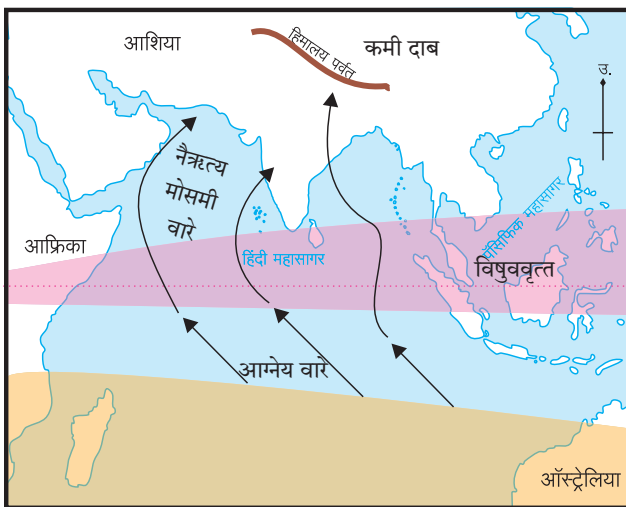 आशिया
हिमालय पर्वत
कमी दाब
उ.
नैऋत्य
मोसमी
वारे
आफ्रिका
हिंदी महासागर
पॅसिफिक महासागर
विषुववृत्त
आग्नेय वारे
ऑस्ट्रेलिया